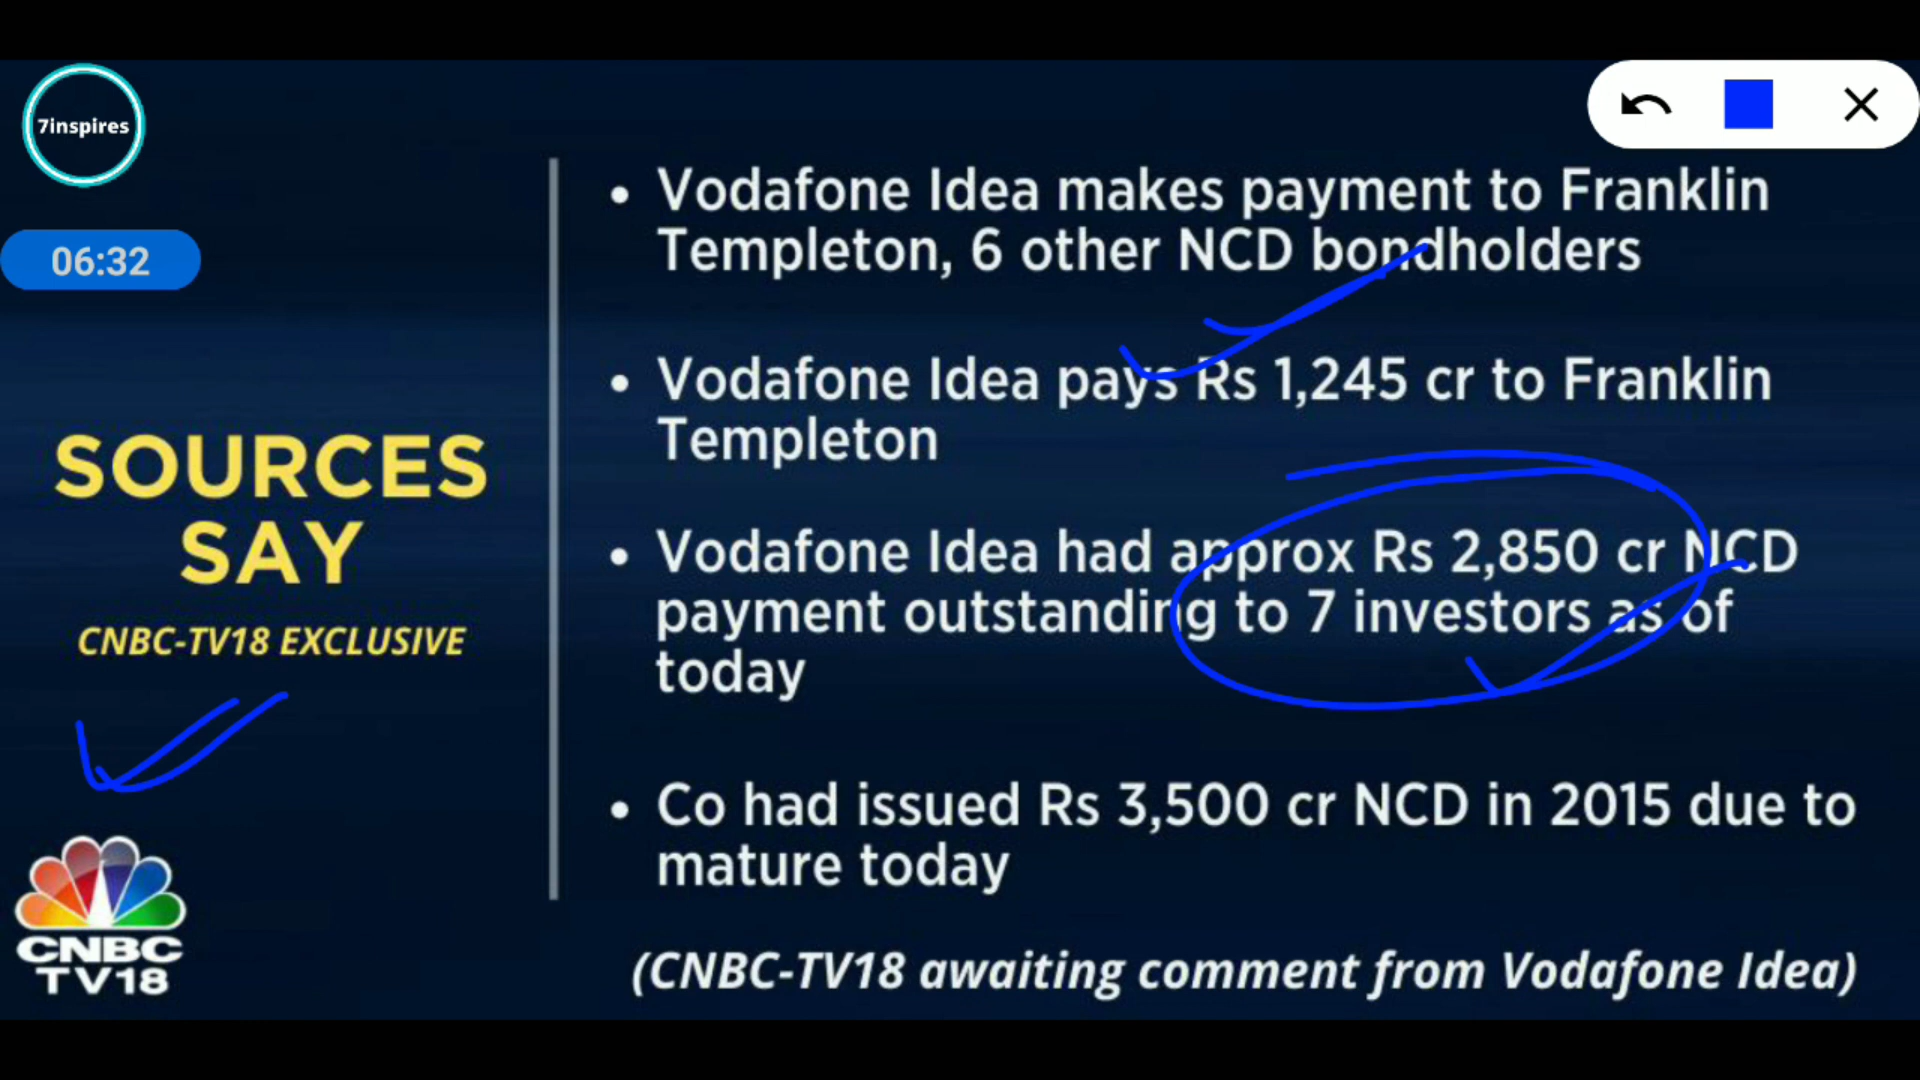 7inspires
06:32
SOURCES
SAY
CNBC-TV18 EXCLUSIVE
CNBC
TV18
• Vodafone Idea makes payment to Franklin
Templeton, 6 other NCD bondholders
• Vodafone Idea pays Rs 1,245 cr to Franklin
Templeton
• Vodafone Idea had approx Rs 2,850 cr NCD
payment outstanding to 7 investors as of
today
• Co had issued Rs 3,500 cr NCD in 2015 due to
mature today
(CNBC-TV18 awaiting comment from Vodafone Idea)